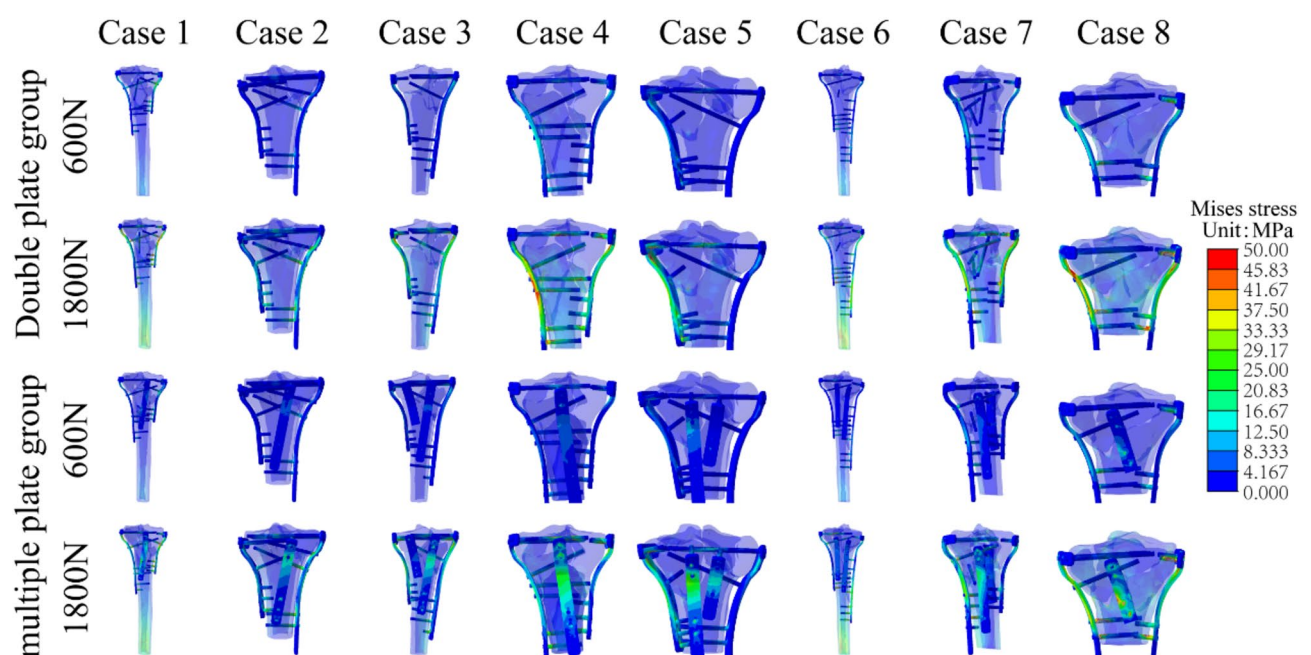 Case 1 Case 2 Case 3 Case 4 Case 5 Case 6 Case 7 Case 8
Double plate group
600N
1800N
multiple plate group
600N
1800N
Mises stress
Unit:MPa
50.00
45.83
41.67
37.50
33.33
29.17
25.00
20.83
16.67
12.50
8.333
4.167
0.000